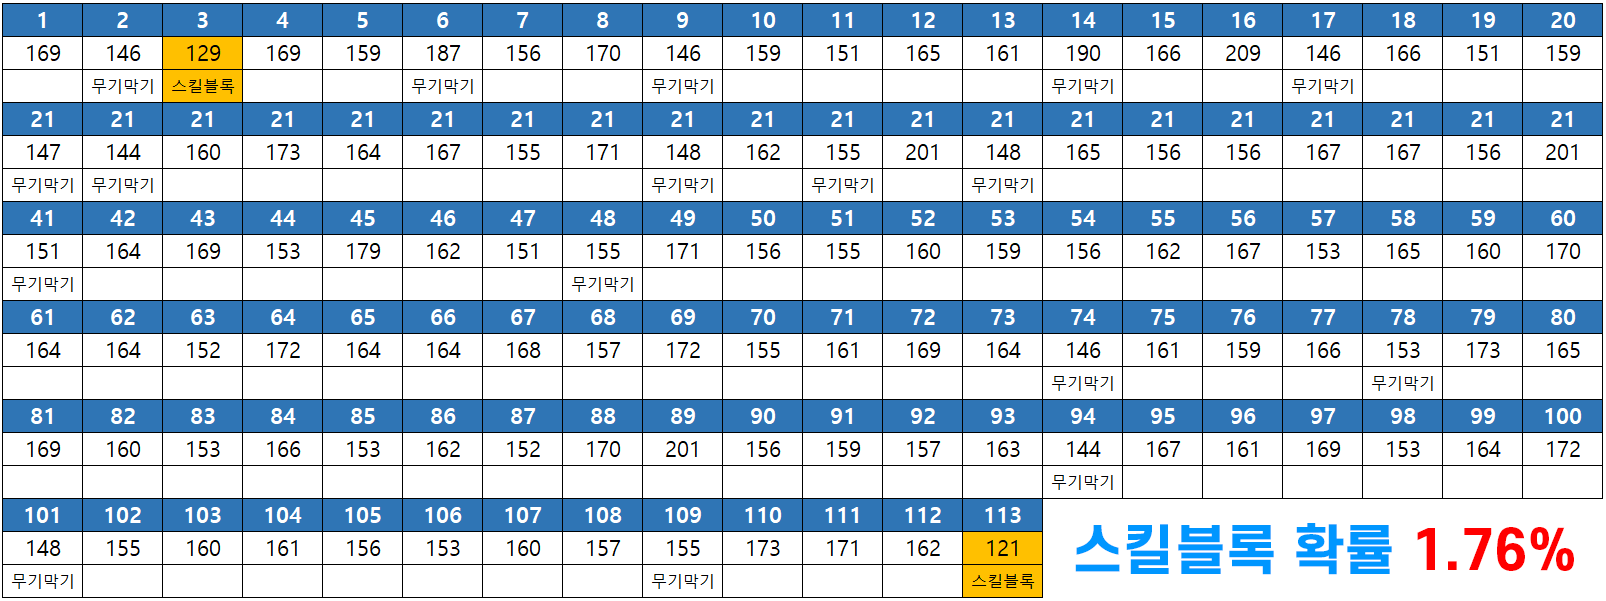 1 2 3 4 5 6 7 8 9 10 11 12 13 14 15 16 17 18 19 20
169 146 129 169 159 187 156 170 146 159 151 165 161 190 166 209 146 166 151 159
무기막기 스킬블록 무기막기 무기막기 무기막기 무기막기
21 21 21 21 21 21 21 21 21 21 21 21 21 21 21 21 21 21 21 21
147 144 160 173 164 167 155 171 148 162 155 201 148 165 156 156 167 167 156 201
무기막기 무기막기 무기막기 무기막기 무기막기
41 42 43 44 45 46 47 48 49 50 51 52 53 54 55 56 57 58 59 60
151 164 169 153 179 162 151 155 171 156 155 160 159 156 162 167 153 165 160 170
무기막기 무기막기
61 62 63 64 65 66 67 68 69 70 71 72 73 74 75 76 77 78 79 80
164 164 152 172 164 164 168 157 172 155 161 169 164 146 161 159 166 153 173 165
무기막기 무기막기
81 82 83 84 85 86 87 88 89 90 91 92 93 94 95 96 97 98 99 100
169 160 153 166 153 162 152 170 201 156 159 157 163 144 167 161 169 153 164 172
무기막기
101 102 103 104 105 106 107 108 109 110 111 112 113
148 155 160 161 156 153 160 157 155 173 171 162 121
무기막기 무기막기 스킬블록
스킬블록 확률 1.76%